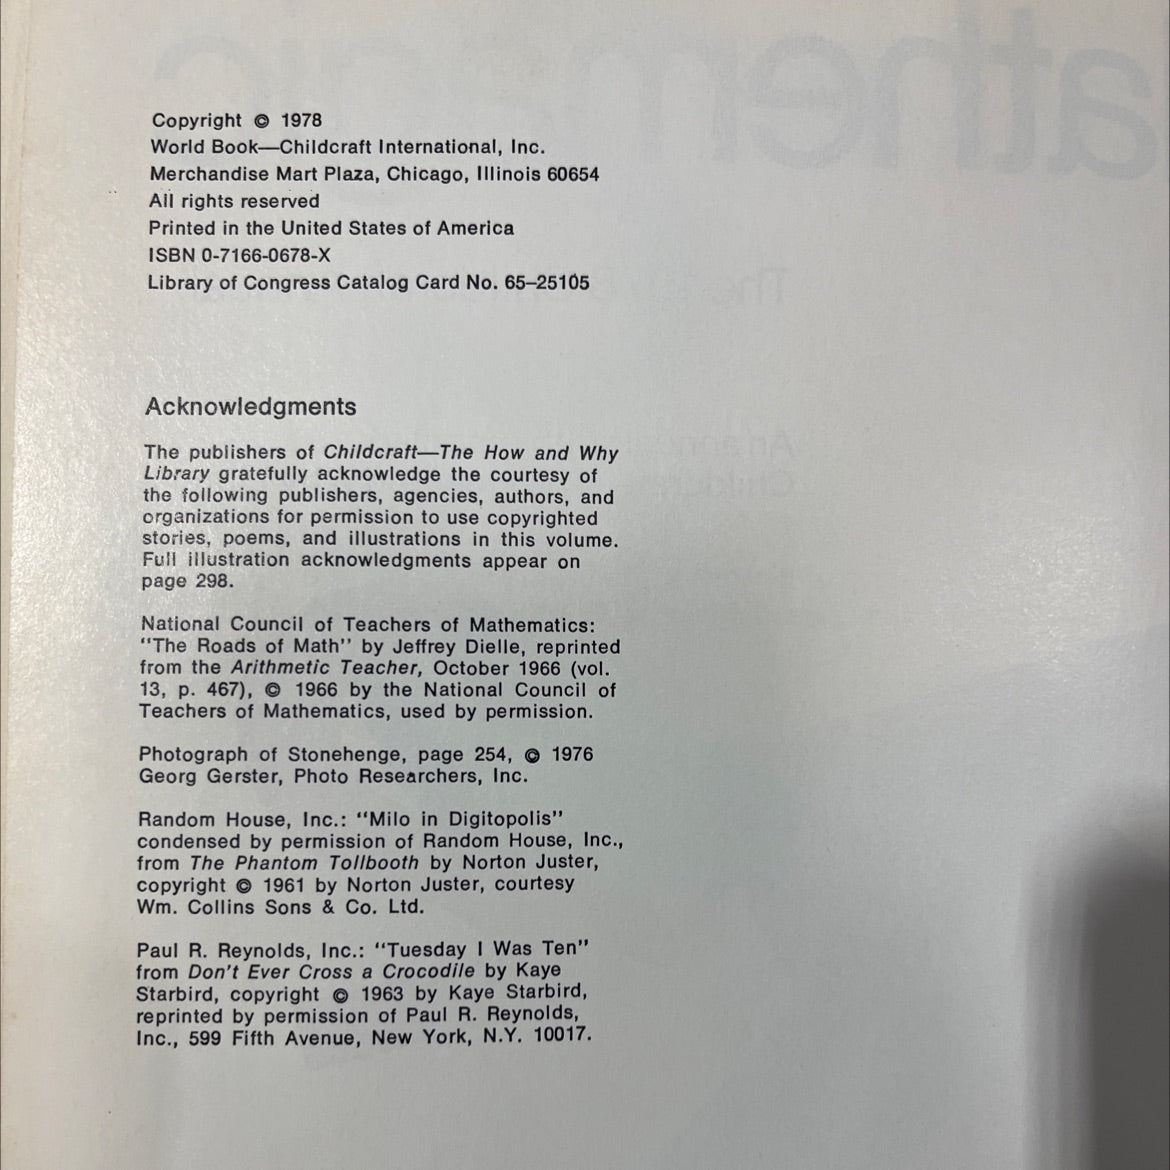 Copyright © 1978
World Book—Childcraft International, Inc.
Merchandise Mart Plaza, Chicago, Illinois 60654
All rights reserved
Printed in the United States of America
ISBN 0-7166-0678-X
Library of Congress Catalog Card No. 65–25105
Acknowledgments
The publishers of Childcraft—The How and Why
Library gratefully acknowledge the courtesy of
the following publishers, agencies, authors, and
organizations for permission to use copyrighted
stories, poems, and illustrations in this volume.
Full illustration acknowledgments appear on
page 298.
National Council of Teachers of Mathematics:
“The Roads of Math” by Jeffrey Dielle, reprinted
from the Arithmetic Teacher, October 1966 (vol.
13, p. 467), © 1966 by the National Council of
Teachers of Mathematics, used by permission.
Photograph of Stonehenge, page 254, © 1976
Georg Gerster, Photo Researchers, Inc.
Random House, Inc.: “Milo in Digitopolis”
condensed by permission of Random House, Inc.,
from The Phantom Tollbooth by Norton Juster,
copyright © 1961 by Norton Juster, courtesy
Wm. Collins Sons & Co. Ltd.
Paul R. Reynolds, Inc.: “Tuesday I Was Ten”
from Don't Ever Cross a Crocodile by Kaye
Starbird, copyright © 1963 by Kaye Starbird,
reprinted by permission of Paul R. Reynolds,
Inc., 599 Fifth Avenue, New York, N.Y. 10017.